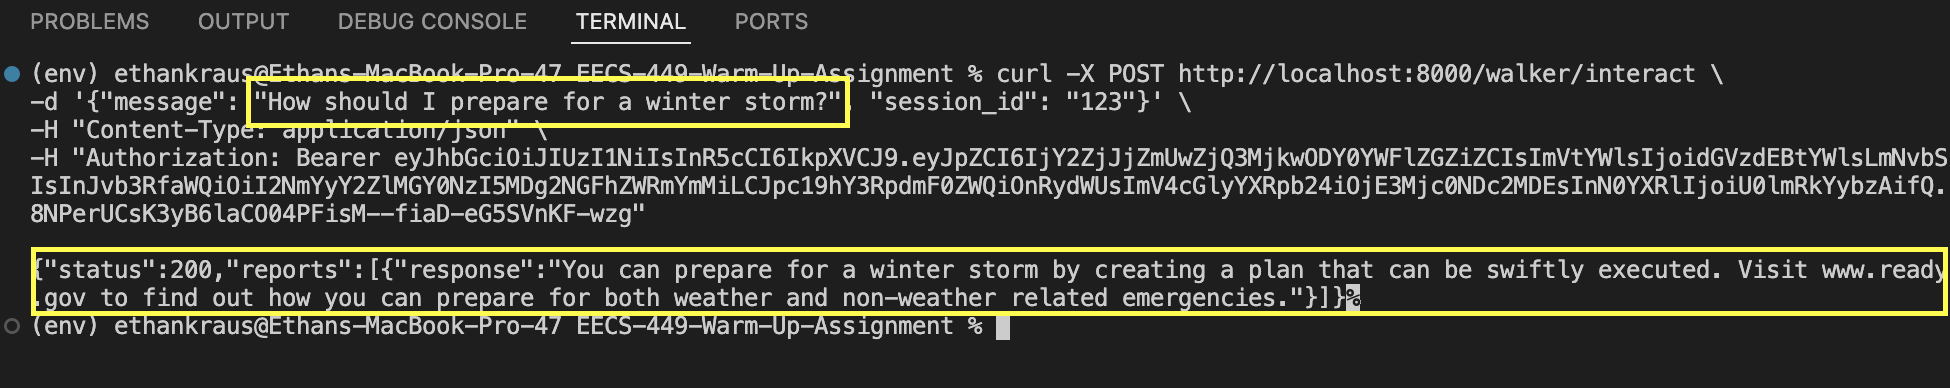 PROBLEMS OUTPUT DEBUG CONSOLE TERMINAL PORTS
(env) ethankraus@Ethans-MacBook-Pro-47 EECS-449-Warm-Up-Assignment % curl -X POST http://localhost:8000/walker/interact \
-d '{"message": "How should I prepare for a winter storm?", "session_id": "123"}' \
-H "Content-Type: application/json" \
-H "Authorization: Bearer eyJhbGciOiJIUzI1NiIsInR5cCI6IkpXVCJ9.eyJpZCI6IjY2ZjJjZmUwZjQ3MjkwODY0YWFlZGZiZCIsImVtYWlsIjoidGVzdEBtYWlsLmNvbS
IsInJvb3RfaWQiOiI2NmYyY2ZlMGY0NzI5MDg2NGFhZWRmYmMiLCJpc19hY3RpdmF0ZWQiOnRydWUsImV4cGlyYXRpb24iOjE3Mjc0NDc2MDEsInN0YXRlIjoiU0lmRkYybzAifQ.
8NPerUCsK3yB6laCO04PFisM--fiaD-eG5SVnKF-wzg"
{"status":200,"reports":[{"response":"You can prepare for a winter storm by creating a plan that can be swiftly executed. Visit www.ready
.gov to find out how you can prepare for both weather and non-weather related emergencies."}]}%
(env) ethankraus@Ethans-MacBook-Pro-47 EECS-449-Warm-Up-Assignment %